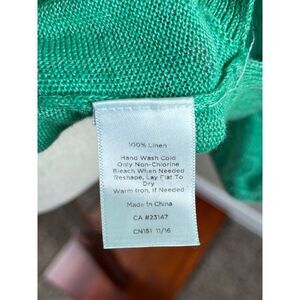 100% Linen
Hand Wash Cold
Only Non-Chlorine
Bleach When Needed
Reshape, Lay Flat To
Dry
Warm Iron, If Needed
Made in China
CA #23147
CN151 11/16